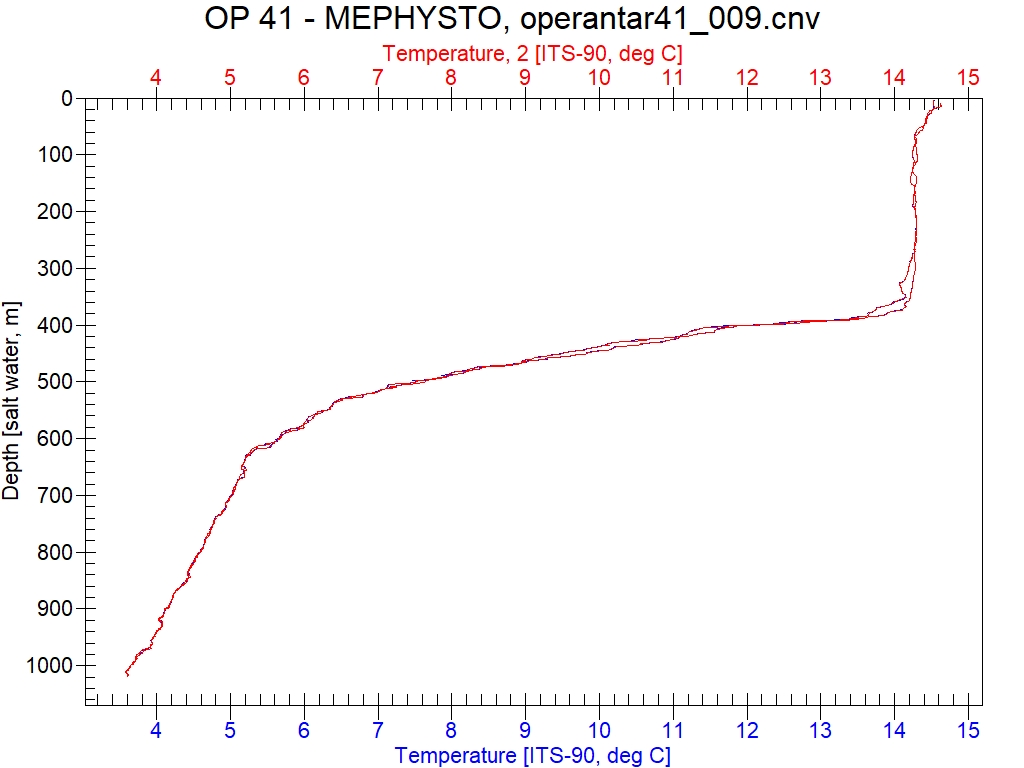 OP 41 - MEPHYSTO, operantar41_009.cnv
Temperature, 2 [ITS-90, deg C]
4 5 6 7 8 9 10 11 12 13 14 15
0
100
200
300
400
500
600
700
800
900
1000
Depth [salt water, m]
4 5 6 7 8 9 10 11 12 13 14 15
Temperature [ITS-90, deg C]